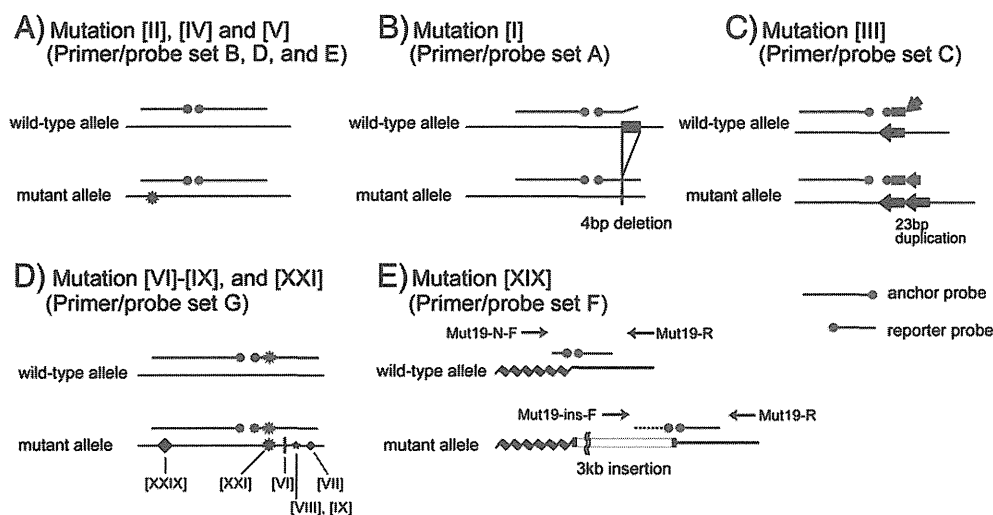 A) Mutation [II], [IV] and [V]
(Primer/probe set B, D, and E)
wild-type allele
mutant allele
B) Mutation [I]
(Primer/probe set A)
wild-type allele
mutant allele
4bp deletion
C) Mutation [III]
(Primer/probe set C)
wild-type allele
mutant allele
23bp
duplication
D) Mutation [VI]-[IX], and [XXI]
(Primer/probe set G)
wild-type allele
mutant allele
[XXIX]
[XXI]
[VI]
[VII]
[VIII], [IX]
E) Mutation [XIX]
(Primer/probe set F)
Mut19-N-F
Mut19-R
wild-type allele
Mut19-ins-F
Mut19-R
mutant allele
3kb insertion
anchor probe
reporter probe